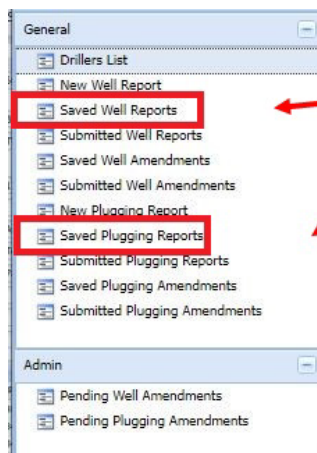 General
Drillers List
New Well Report
Saved Well Reports
Submitted Well Reports
Saved Well Amendments
Submitted Well Amendments
New Plugging Report
Saved Plugging Reports
Submitted Plugging Reports
Saved Plugging Amendments
Submitted Plugging Amendments
Admin
Pending Well Amendments
Pending Plugging Amendments